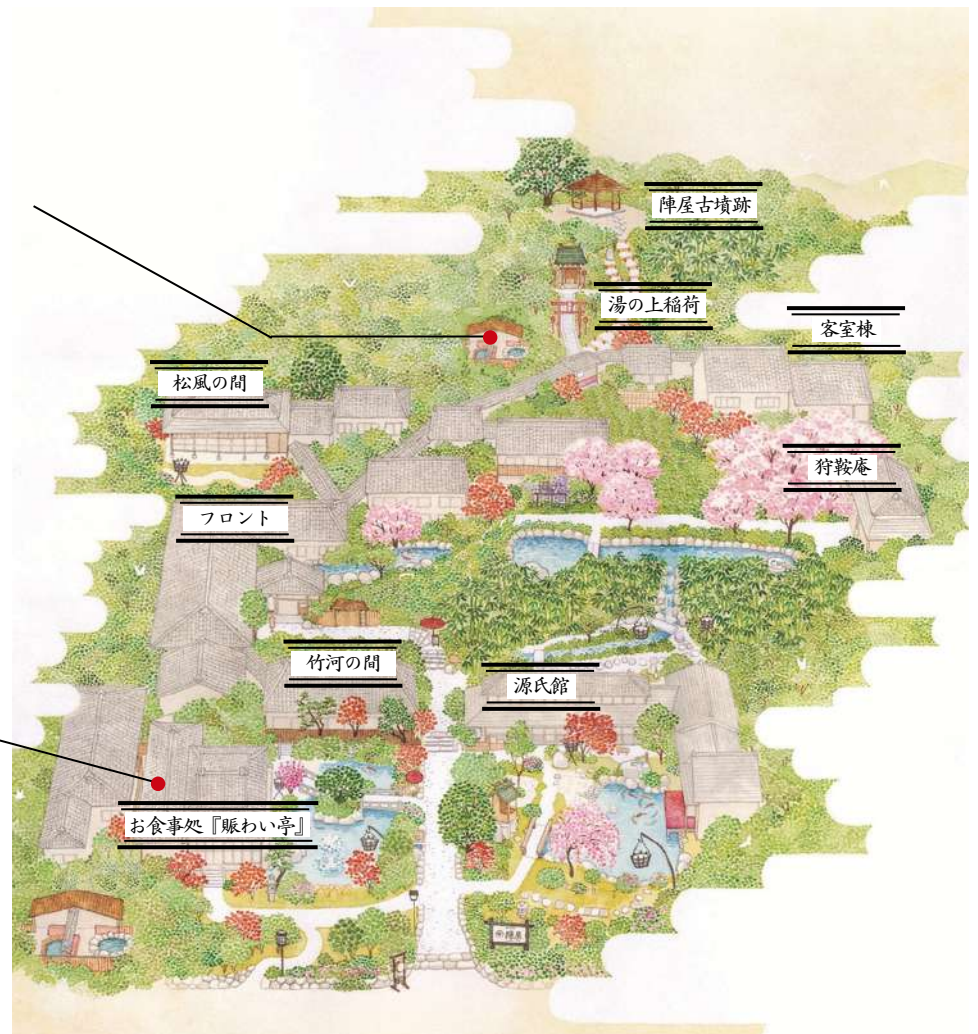 陣屋古墳跡
湯の上稲荷
客室棟
松風の間
狩鞍庵
フロント
竹河の間
源氏館
お食事処『賑わい亭』
陣屋